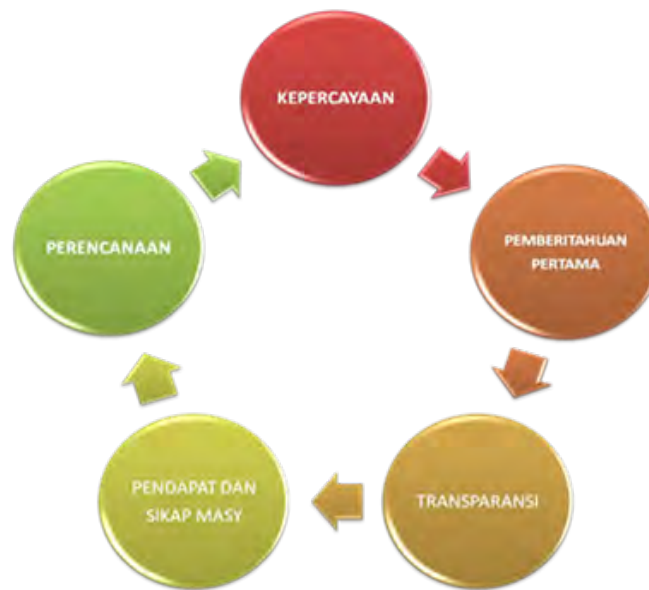 KEPERCAYAAN
PEMBERITAHUAN
PERTAMA
TRANSPARANSI
PENDAPAT DAN
SIKAP MASY
PERENCANAAN